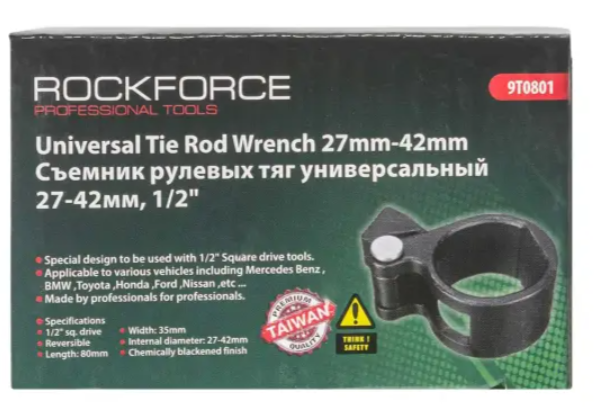 ROCKFORCE
PROFESSIONAL TOOLS
9T0801
Universal Tie Rod Wrench 27mm-42mm
Съемник рулевых тяг универсальный
27-42мм, 1/2"
Special design to be used with 1/2" Square drive tools.
Applicable to various vehicles including Mercedes Benz ,
BMW ,Toyota ,Honda ,Ford ,Nissan ,etc ...
Made by professionals for professionals.
Specifications
1/2" sq. drive
Reversible
Length: 80mm
Width: 35mm
Internal diameter: 27-42mm
Chemically blackened finish
PREMIUM
TAIWAN
QUALITY
THINK !
SAFETY